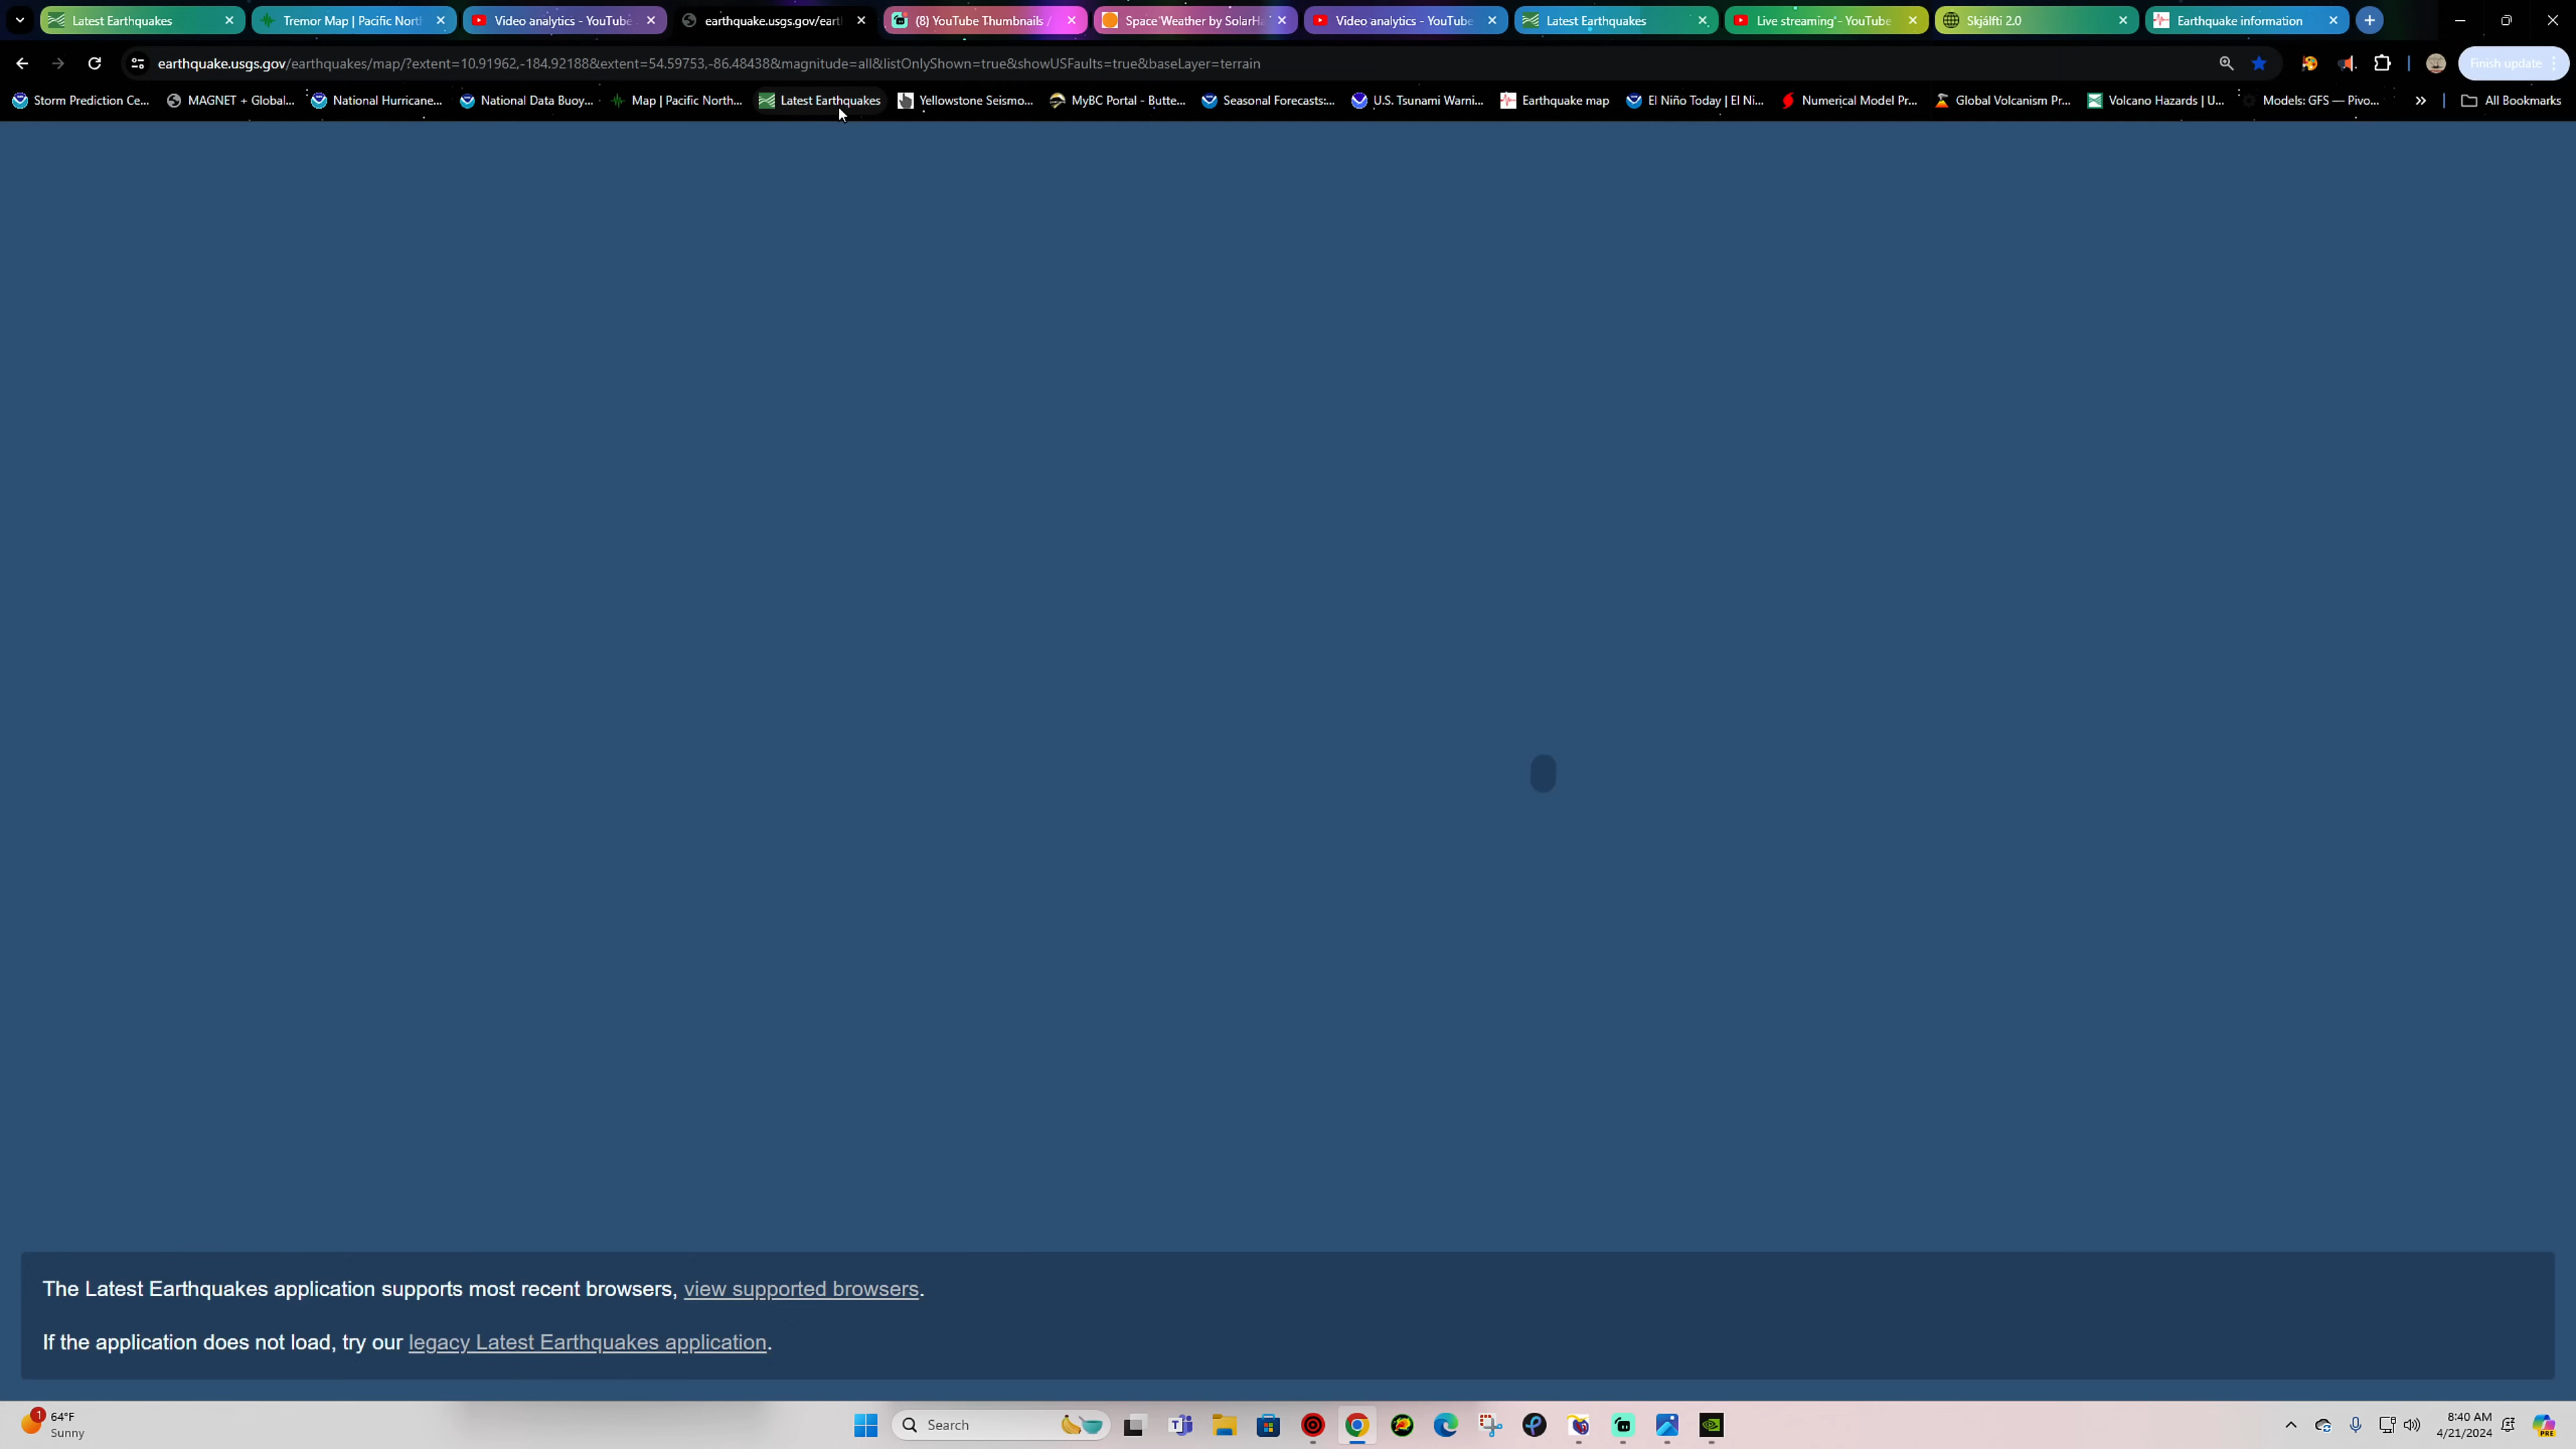 Latest Earthquakes
Tremor Map | Pacific North
Video analytics - YouTube
earthquake.usgs.gov/eart
(8) YouTube Thumbnails /
Space Weather by SolarHa
Video analytics - YouTube
Latest Earthquakes
Live streaming - YouTube
Skjálfti 2.0
Earthquake information
earthquake.usgs.gov/earthquakes/map/?extent=10.91962,-184.92188&extent=54.59753,-86.48438&magnitude=all&listOnlyShown=true&showUSFaults=true&baseLayer=terrain
Finish update
Storm Prediction Ce...
MAGNET + Global...
National Hurricane...
National Data Buoy...
Map | Pacific North...
Latest Earthquakes
Yellowstone Seismo...
MyBC Portal - Butte...
Seasonal Forecasts:...
U.S. Tsunami Warni...
Earthquake map
El Niño Today | El Ni...
Numerical Model Pr...
Global Volcanism Pr...
Volcano Hazards | U...
Models: GFS — Pivo...
All Bookmarks
The Latest Earthquakes application supports most recent browsers, view supported browsers.
If the application does not load, try our legacy Latest Earthquakes application.
1
64°F
Sunny
Search
8:40 AM
4/21/2024
PRE